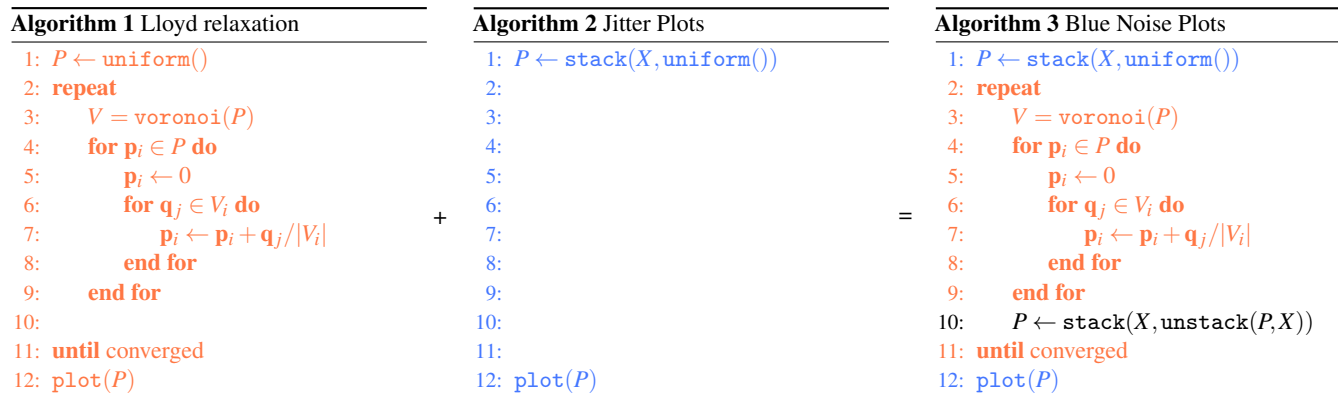 Algorithm 1 Lloyd relaxation
1: P ← uniform()
2: repeat
3: V = voronoi(P)
4: for pᵢ ∈ P do
5: pᵢ ← 0
6: for qⱼ ∈ Vᵢ do
7: pᵢ ← pᵢ + qⱼ/|Vᵢ|
8: end for
9: end for
10:
11: until converged
12: plot(P)
+
Algorithm 2 Jitter Plots
1: P ← stack(X,uniform())
2:
3:
4:
5:
6:
7:
8:
9:
10:
11:
12: plot(P)
=
Algorithm 3 Blue Noise Plots
1: P ← stack(X,uniform())
2: repeat
3: V = voronoi(P)
4: for pᵢ ∈ P do
5: pᵢ ← 0
6: for qⱼ ∈ Vᵢ do
7: pᵢ ← pᵢ + qⱼ/|Vᵢ|
8: end for
9: end for
10: P ← stack(X,unstack(P,X))
11: until converged
12: plot(P)